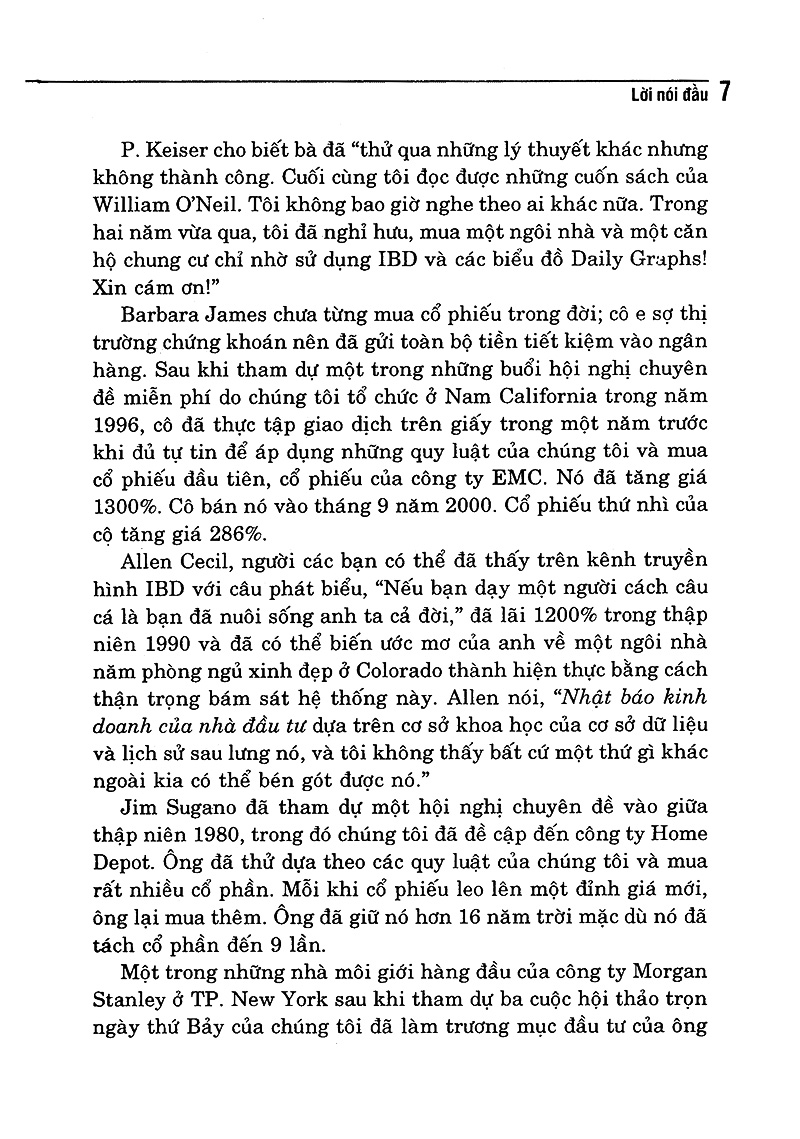 Lời nói đầu 7
P. Keiser cho biết bà đã “thử qua những lý thuyết khác nhưng
không thành công. Cuối cùng tôi đọc được những cuốn sách của
William O’Neil. Tôi không bao giờ nghe theo ai khác nữa. Trong
hai năm vừa qua, tôi đã nghỉ hưu, mua một ngôi nhà và một căn
hộ chung cư chỉ nhờ sử dụng IBD và các biểu đồ Daily Graphs!
Xin cám ơn!”
Barbara James chưa từng mua cổ phiếu trong đời; cô e sợ thị
trường chứng khoán nên đã gửi toàn bộ tiền tiết kiệm vào ngân
hàng. Sau khi tham dự một trong những buổi hội nghị chuyên
đề miễn phí do chúng tôi tổ chức ở Nam California trong năm
1996, cô đã thực tập giao dịch trên giấy trong một năm trước
khi đủ tự tin để áp dụng những quy luật của chúng tôi và mua
cổ phiếu đầu tiên, cổ phiếu của công ty EMC. Nó đã tăng giá
1300%. Cô bán nó vào tháng 9 năm 2000. Cổ phiếu thứ nhì của
cộ tăng giá 286%.
Allen Cecil, người các bạn có thể đã thấy trên kênh truyền
hình IBD với câu phát biểu, “Nếu bạn dạy một người cách câu
cá là bạn đã nuôi sống anh ta cả đời,” đã lãi 1200% trong thập
niên 1990 và đã có thể biến ước mơ của anh về một ngôi nhà
năm phòng ngủ xinh đẹp ở Colorado thành hiện thực bằng cách
thận trọng bám sát hệ thống này. Allen nói, “Nhật báo kinh
doanh của nhà đầu tư dựa trên cơ sở khoa học của cơ sở dữ liệu
và lịch sử sau lưng nó, và tôi không thấy bất cứ một thứ gì khác
ngoài kia có thể bén gót được nó.”
Jim Sugano đã tham dự một hội nghị chuyên đề vào giữa
thập niên 1980, trong đó chúng tôi đã đề cập đến công ty Home
Depot. Ông đã thử dựa theo các quy luật của chúng tôi và mua
rất nhiều cổ phần. Mỗi khi cổ phiếu leo lên một đỉnh giá mới,
ông lại mua thêm. Ông đã giữ nó hơn 16 năm trời mặc dù nó đã
tách cổ phần đến 9 lần.
Một trong những nhà môi giới hàng đầu của công ty Morgan
Stanley ở TP. New York sau khi tham dự ba cuộc hội thảo trọn
ngày thứ Bảy của chúng tôi đã làm trương mục đầu tư của ông